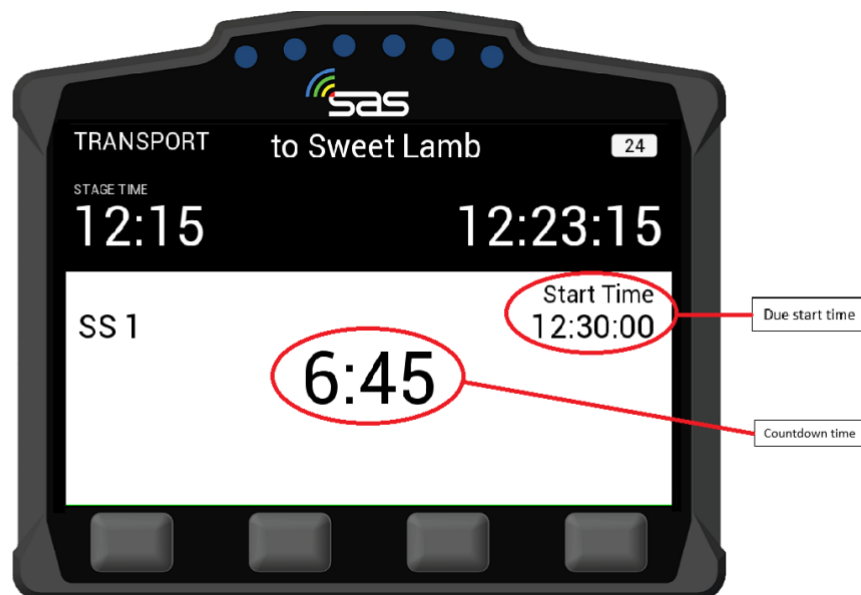 sas
TRANSPORT to Sweet Lamb 24
STAGE TIME
12:15 12:23:15
Start Time
SS 1 12:30:00
6:45
Due start time
Countdown time